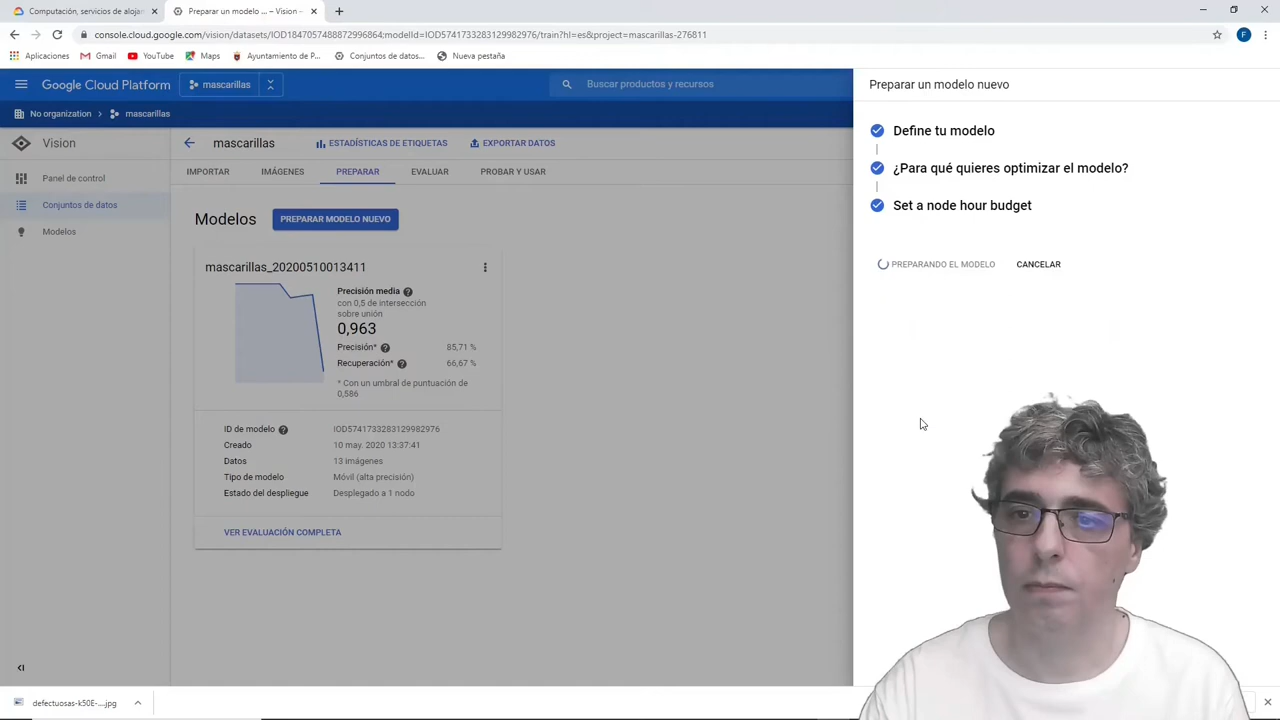 Computación, servicios de alojam
Preparar un modelo ... – Vision –
console.cloud.google.com/vision/datasets/IOD1847057488872996864;modelId=IOD5741733283129982976/train?hl=es&project=mascarillas-276811
F
Aplicaciones
Gmail
YouTube
Maps
Ayuntamiento de P...
Conjuntos de datos...
Nueva pestaña
Google Cloud Platform
mascarillas
Buscar productos y recursos
Preparar un modelo nuevo
No organization
mascarillas
Vision
mascarillas
ESTADÍSTICAS DE ETIQUETAS
EXPORTAR DATOS
Define tu modelo
IMPORTAR
IMÁGENES
PREPARAR
EVALUAR
PROBAR Y USAR
¿Para qué quieres optimizar el modelo?
Panel de control
Conjuntos de datos
Modelos
Set a node hour budget
Modelos
PREPARAR MODELO NUEVO
PREPARANDO EL MODELO
CANCELAR
mascarillas_20200510013411
Precisión media
con 0,5 de intersección
sobre unión
0,963
Precisión* 85,71 %
Recuperación* 66,67 %
* Con un umbral de puntuación de
0,586
ID de modelo IOD5741733283129982976
Creado 10 may. 2020 13:37:41
Datos 13 imágenes
Tipo de modelo Móvil (alta precisión)
Estado del despliegue Desplegado a 1 nodo
VER EVALUACIÓN COMPLETA
defectuosas-k50E-....jpg